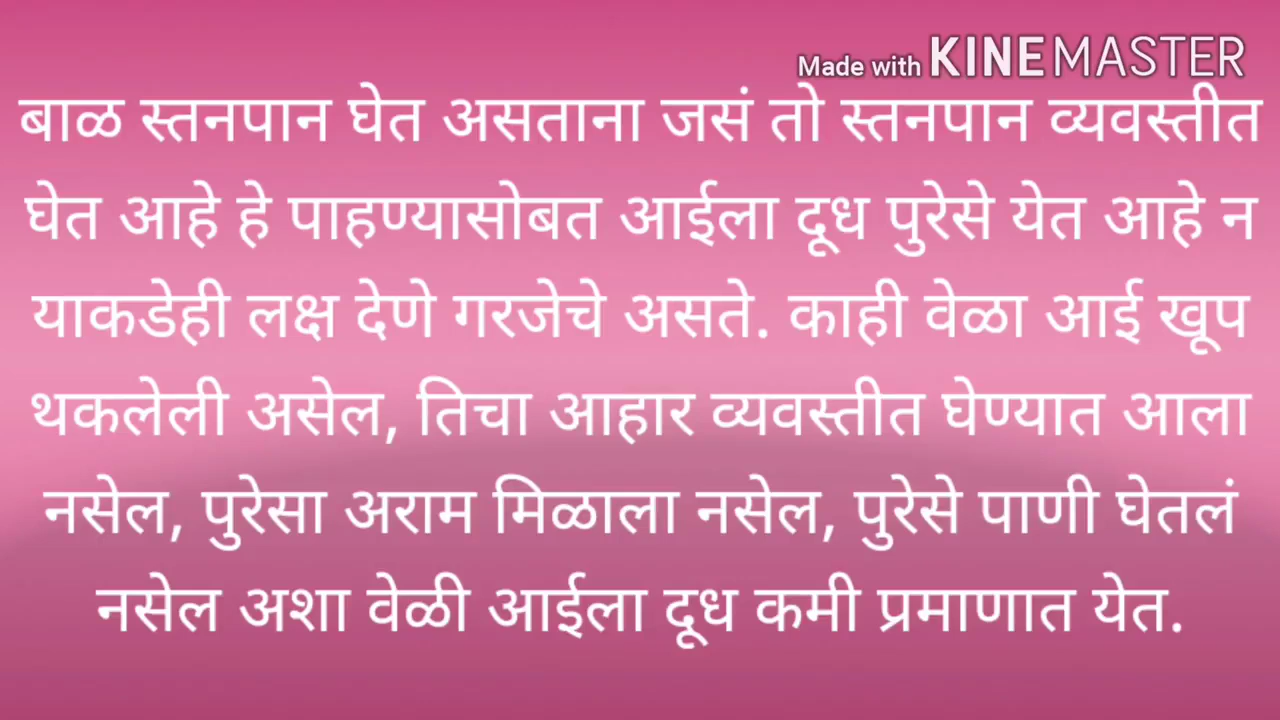 Made with KINEMASTER
बाळ स्तनपान घेत असताना जसं तो स्तनपान व्यवस्तीत
घेत आहे हे पाहण्यासोबत आईला दूध पुरेसे येत आहे न
याकडेही लक्ष देणे गरजेचे असते. काही वेळा आई खूप
थकलेली असेल, तिचा आहार व्यवस्तीत घेण्यात आला
नसेल, पुरेसा अराम मिळाला नसेल, पुरेसे पाणी घेतलं
नसेल अशा वेळी आईला दूध कमी प्रमाणात येत.